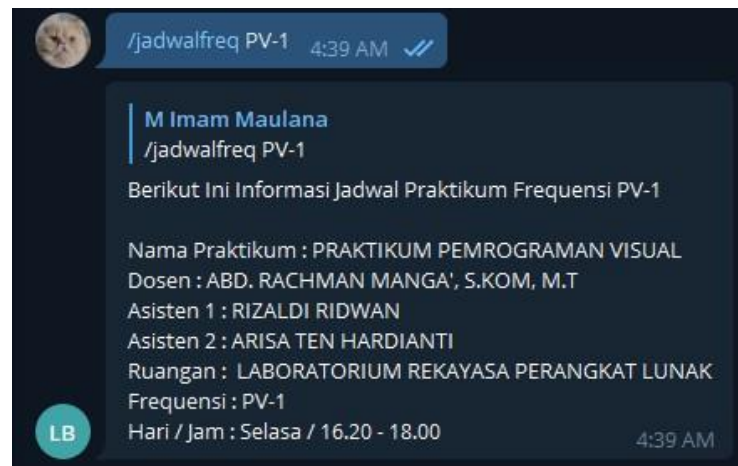 /jadwalfreq PV-1 4:39 AM
M Imam Maulana
/jadwalfreq PV-1
Berikut Ini Informasi Jadwal Praktikum Frequensi PV-1
Nama Praktikum : PRAKTIKUM PEMROGRAMAN VISUAL
Dosen : ABD. RACHMAN MANGA', S.KOM, M.T
Asisten 1 : RIZALDI RIDWAN
Asisten 2 : ARISA TEN HARDIANTI
Ruangan : LABORATORIUM REKAYASA PERANGKAT LUNAK
Frequensi : PV-1
LB
Hari / Jam : Selasa / 16.20 - 18.00 4:39 AM